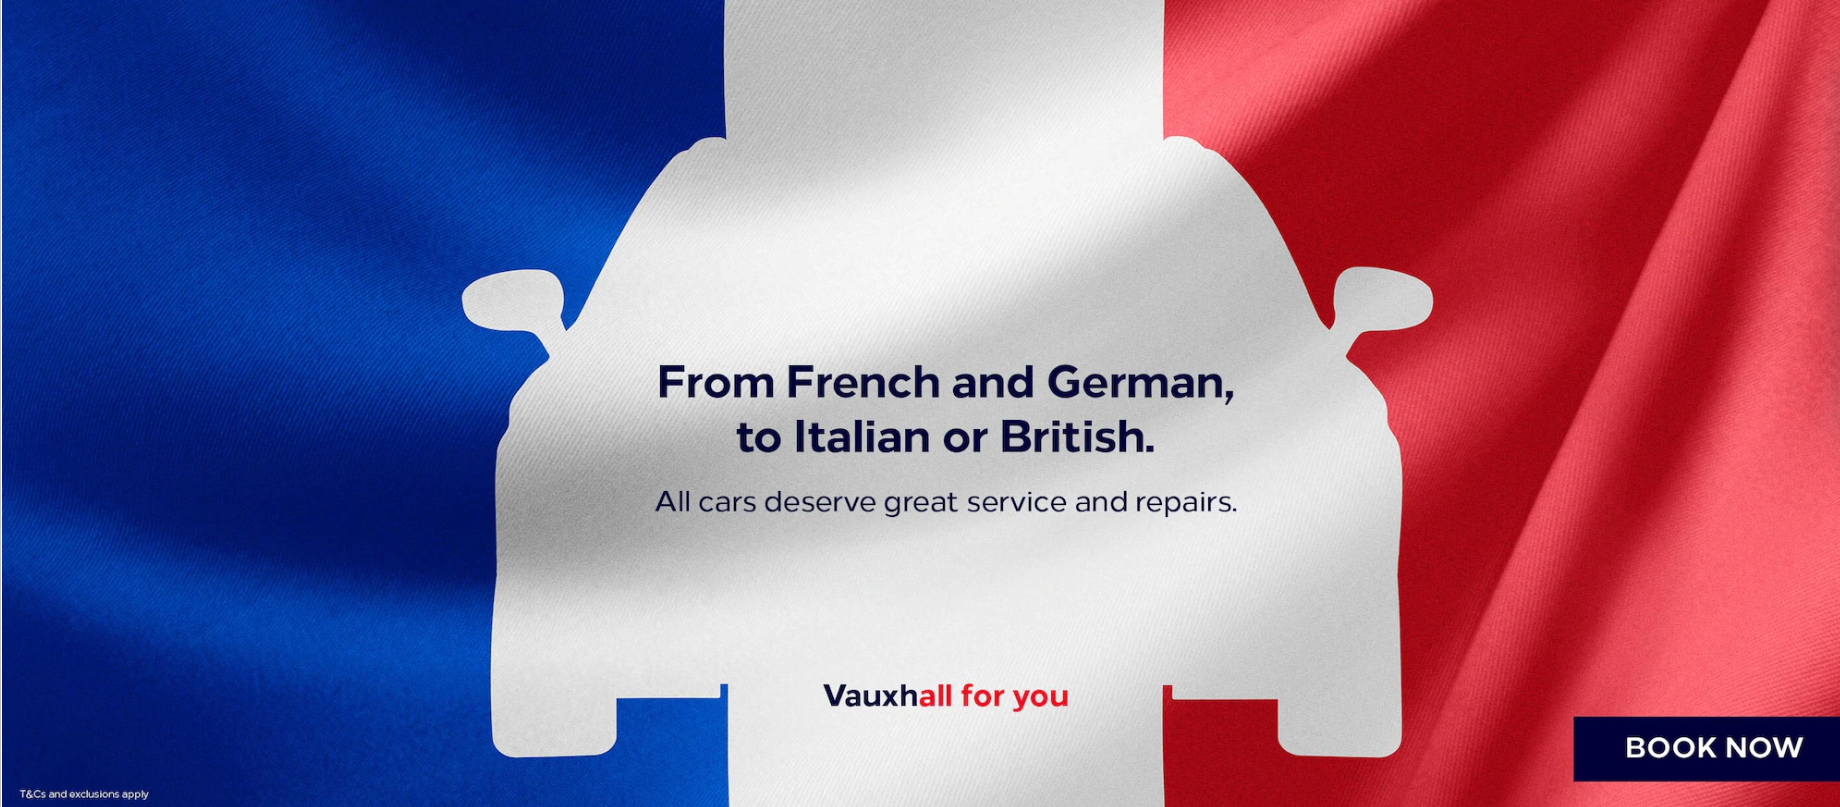 From French and German,
to Italian or British.
All cars deserve great service and repairs.
Vauxhall for you
BOOK NOW
T&Cs and exclusions apply